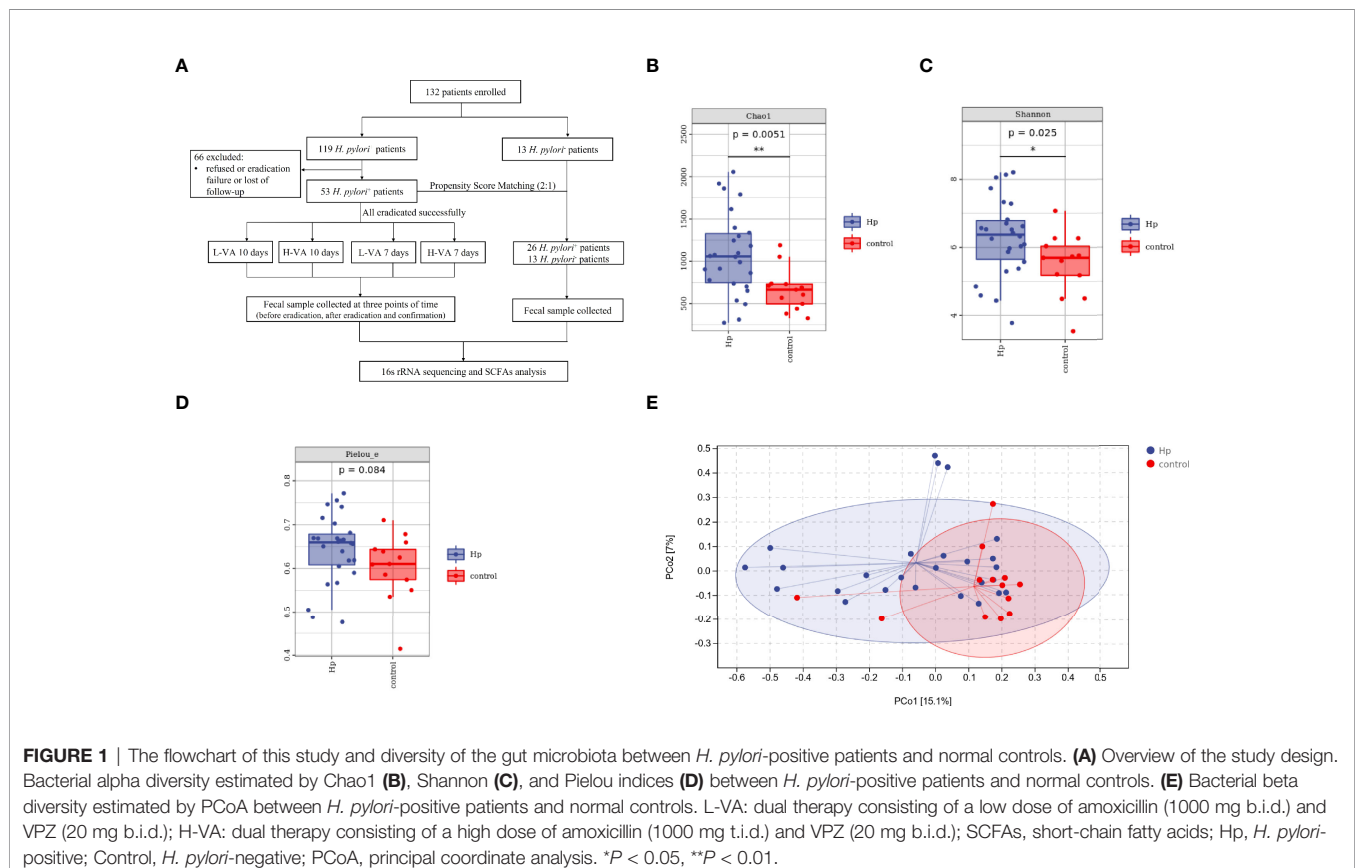 A
132 patients enrolled
119 H. pylori⁻ patients
13 H. pylori⁻ patients
66 excluded:
• refused or eradication
failure or lost of
follow-up
53 H. pylori⁺ patients
Propensity Score Matching (2:1)
All eradicated successfully
L-VA 10 days
H-VA 10 days
L-VA 7 days
H-VA 7 days
26 H. pylori⁺ patients
13 H. pylori⁻ patients
Fecal sample collected at three points of time
(before eradication, after eradication and confirmation)
Fecal sample collected
16s rRNA sequencing and SCFAs analysis
B
Chao1
p = 0.0051
**
2500
2000
1500
1000
500
Hp
control
Hp
control
C
Shannon
p = 0.025
*
8
6
4
Hp
control
Hp
control
D
Pielou_e
p = 0.084
0.8
0.7
0.6
0.5
0.4
Hp
control
Hp
control
E
Hp
control
PCo2 [7%]
0.5
0.4
0.3
0.2
0.1
0.0
-0.1
-0.2
-0.3
-0.6 -0.5 -0.4 -0.3 -0.2 -0.1 0.0 0.1 0.2 0.3 0.4 0.5
PCo1 [15.1%]
FIGURE 1 | The flowchart of this study and diversity of the gut microbiota between H. pylori-positive patients and normal controls. (A) Overview of the study design.
Bacterial alpha diversity estimated by Chao1 (B), Shannon (C), and Pielou indices (D) between H. pylori-positive patients and normal controls. (E) Bacterial beta
diversity estimated by PCoA between H. pylori-positive patients and normal controls. L-VA: dual therapy consisting of a low dose of amoxicillin (1000 mg b.i.d.) and
VPZ (20 mg b.i.d.); H-VA: dual therapy consisting of a high dose of amoxicillin (1000 mg t.i.d.) and VPZ (20 mg b.i.d.); SCFAs, short-chain fatty acids; Hp, H. pylori-
positive; Control, H. pylori-negative; PCoA, principal coordinate analysis. *P < 0.05, **P < 0.01.